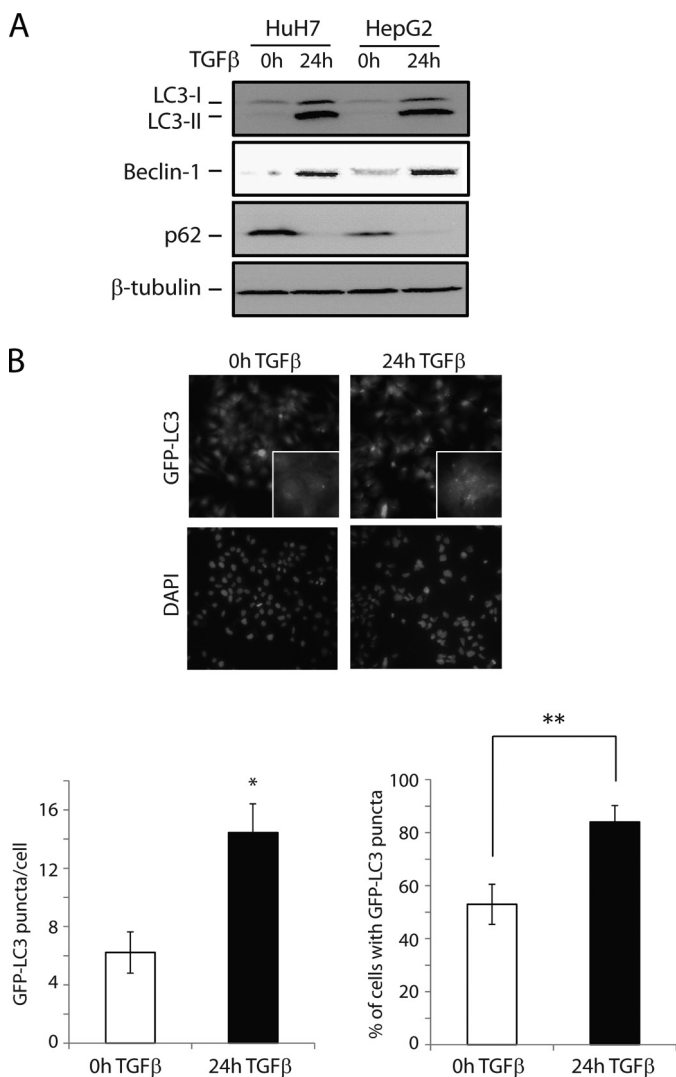 A
HuH7 HepG2
TGFβ 0h 24h 0h 24h
LC3-I
LC3-II
Beclin-1
p62
β-tubulin
B
0h TGFβ 24h TGFβ
GFP-LC3
DAPI
GFP-LC3 puncta/cell
16
12
8
4
0
*
0h TGFβ 24h TGFβ
% of cells with GFP-LC3 puncta
100
80
60
40
20
0
**
0h TGFβ 24h TGFβ